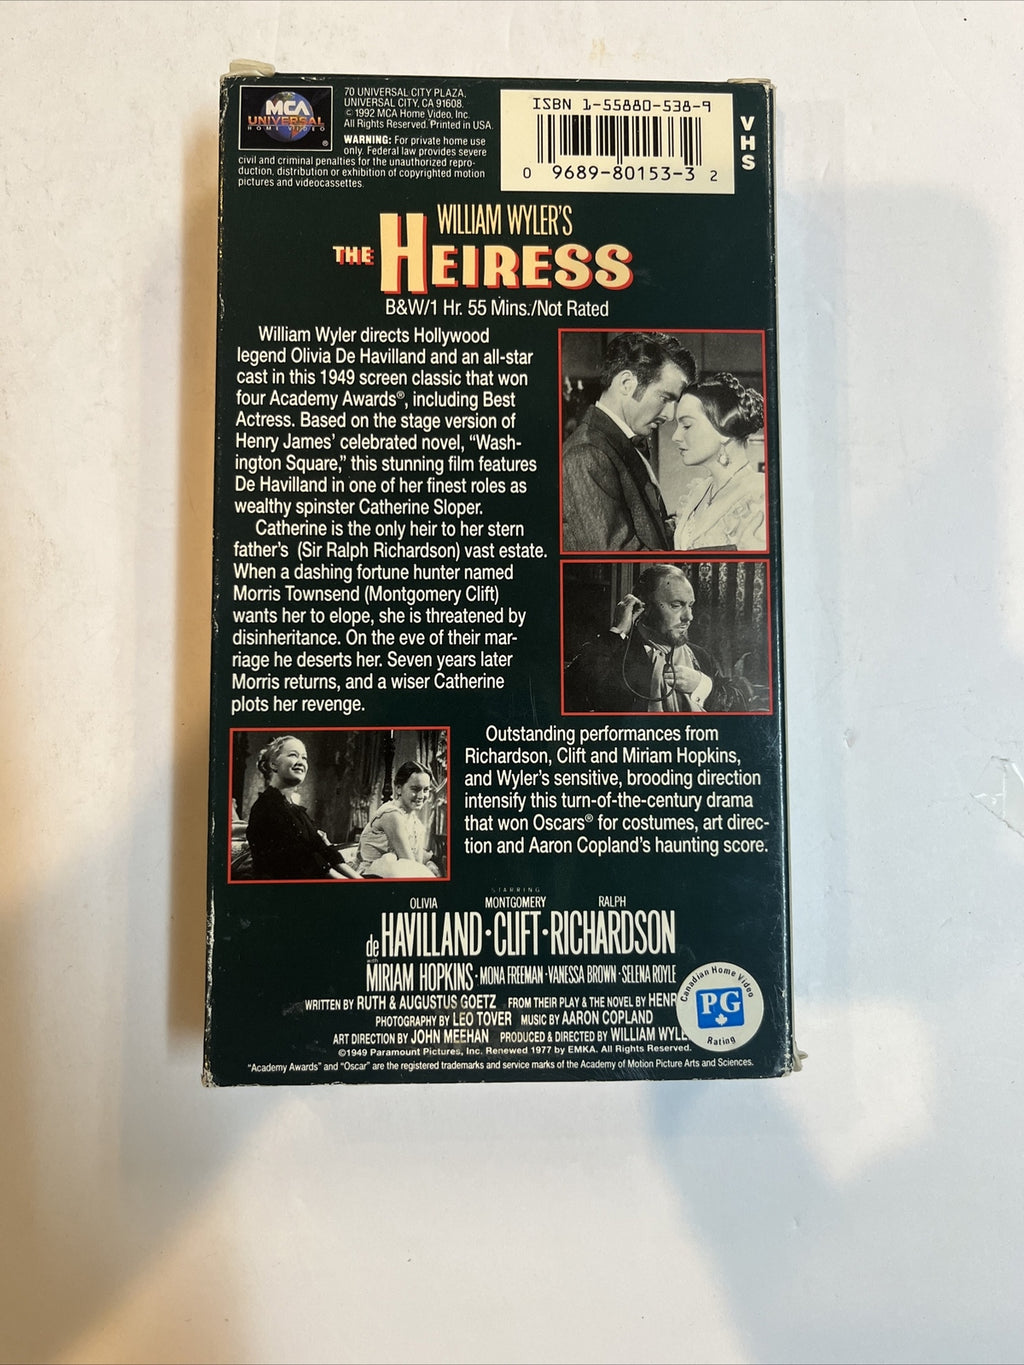 MCA
UNIVERSAL
HOME VIDEO
®
70 UNIVERSAL CITY PLAZA,
UNIVERSAL CITY, CA 91608.
© 1992 MCA Home Video, Inc.
All Rights Reserved. Printed in USA.
WARNING: For private home use
only. Federal law provides severe
civil and criminal penalties for the unauthorized repro-
duction, distribution or exhibition of copyrighted motion
pictures and videocassettes.
ISBN 1-55880-538-9
0 9689-80153-3 2
VHS
WILLIAM WYLER'S
THE HEIRESS
B&W/1 Hr. 55 Mins./Not Rated
William Wyler directs Hollywood
legend Olivia De Havilland and an all-star
cast in this 1949 screen classic that won
four Academy Awards®, including Best
Actress. Based on the stage version of
Henry James' celebrated novel, "Wash-
ington Square," this stunning film features
De Havilland in one of her finest roles as
wealthy spinster Catherine Sloper.
Catherine is the only heir to her stern
father's (Sir Ralph Richardson) vast estate.
When a dashing fortune hunter named
Morris Townsend (Montgomery Clift)
wants her to elope, she is threatened by
disinheritance. On the eve of their mar-
riage he deserts her. Seven years later
Morris returns, and a wiser Catherine
plots her revenge.
Outstanding performances from
Richardson, Clift and Miriam Hopkins,
and Wyler's sensitive, brooding direction
intensify this turn-of-the-century drama
that won Oscars® for costumes, art direc-
tion and Aaron Copland's haunting score.
STARRING
OLIVIA MONTGOMERY RALPH
de HAVILLAND • CLIFT • RICHARDSON
with
MIRIAM HOPKINS • MONA FREEMAN • VANESSA BROWN • SELENA ROYLE
WRITTEN BY RUTH & AUGUSTUS GOETZ FROM THEIR PLAY & THE NOVEL BY HENR
PHOTOGRAPHY BY LEO TOVER MUSIC BY AARON COPLAND
ART DIRECTION BY JOHN MEEHAN PRODUCED & DIRECTED BY WILLIAM WYLE
©1949 Paramount Pictures, Inc. Renewed 1977 by EMKA. All Rights Reserved.
"Academy Awards" and "Oscar" are the registered trademarks and service marks of the Academy of Motion Picture Arts and Sciences.
Canadian Home Video
PG
Rating